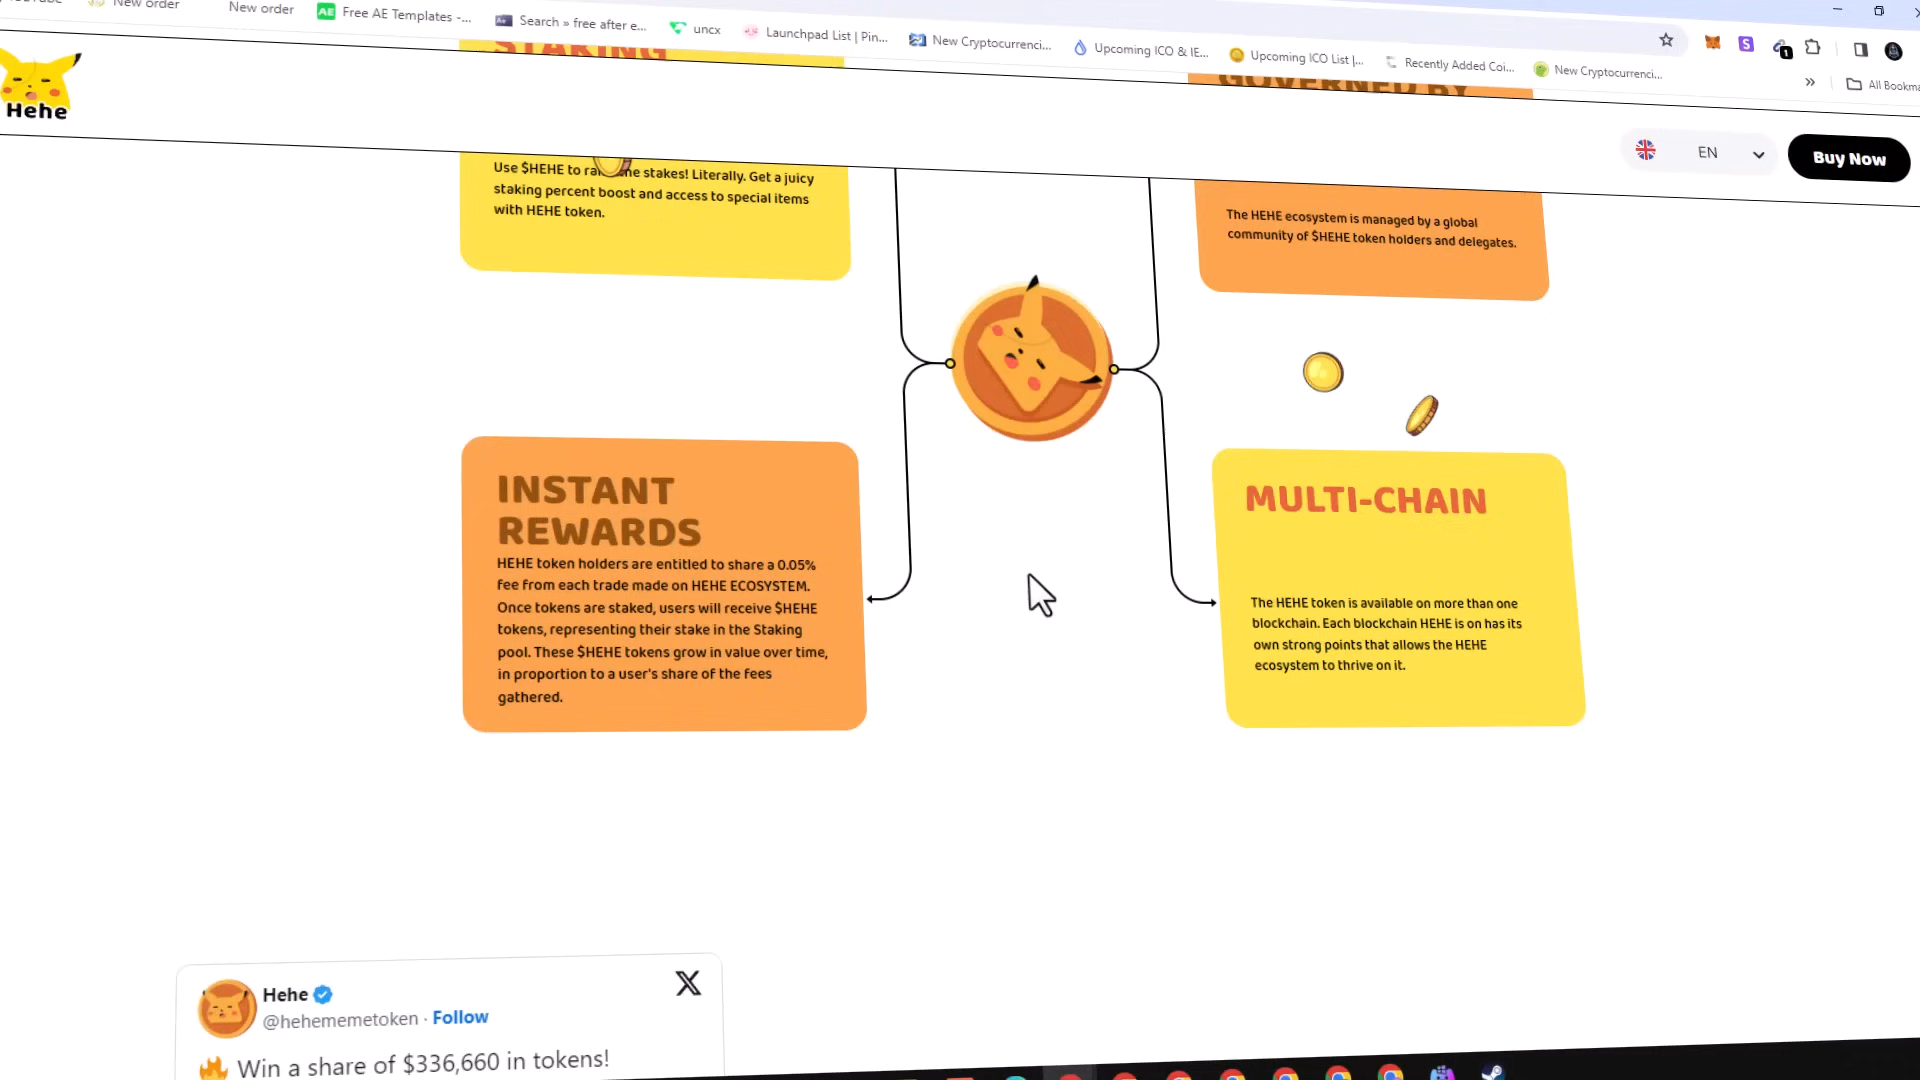 New order
New order
AE Free AE Templates -...
Search » free after e...
uncx
Launchpad List | Pin...
New Cryptocurrenci...
Upcoming ICO & IE...
Upcoming ICO List |...
Recently Added Coi...
New Cryptocurrenci...
»
All Bookma
Hehe
EN
Buy Now
STAKING
Use $HEHE to stakes! Literally. Get a juicy
staking percent boost and access to special items
with HEHE token.
GOVERNED BY
The HEHE ecosystem is managed by a global
community of $HEHE token holders and delegates.
INSTANT
REWARDS
HEHE token holders are entitled to share a 0.05%
fee from each trade made on HEHE ECOSYSTEM.
Once tokens are staked, users will receive $HEHE
tokens, representing their stake in the Staking
pool. These $HEHE tokens grow in value over time,
in proportion to a user's share of the fees
gathered.
MULTI-CHAIN
The HEHE token is available on more than one
blockchain. Each blockchain HEHE is on has its
own strong points that allows the HEHE
ecosystem to thrive on it.
Hehe
@hehememetoken · Follow
Win a share of $336,660 in tokens!